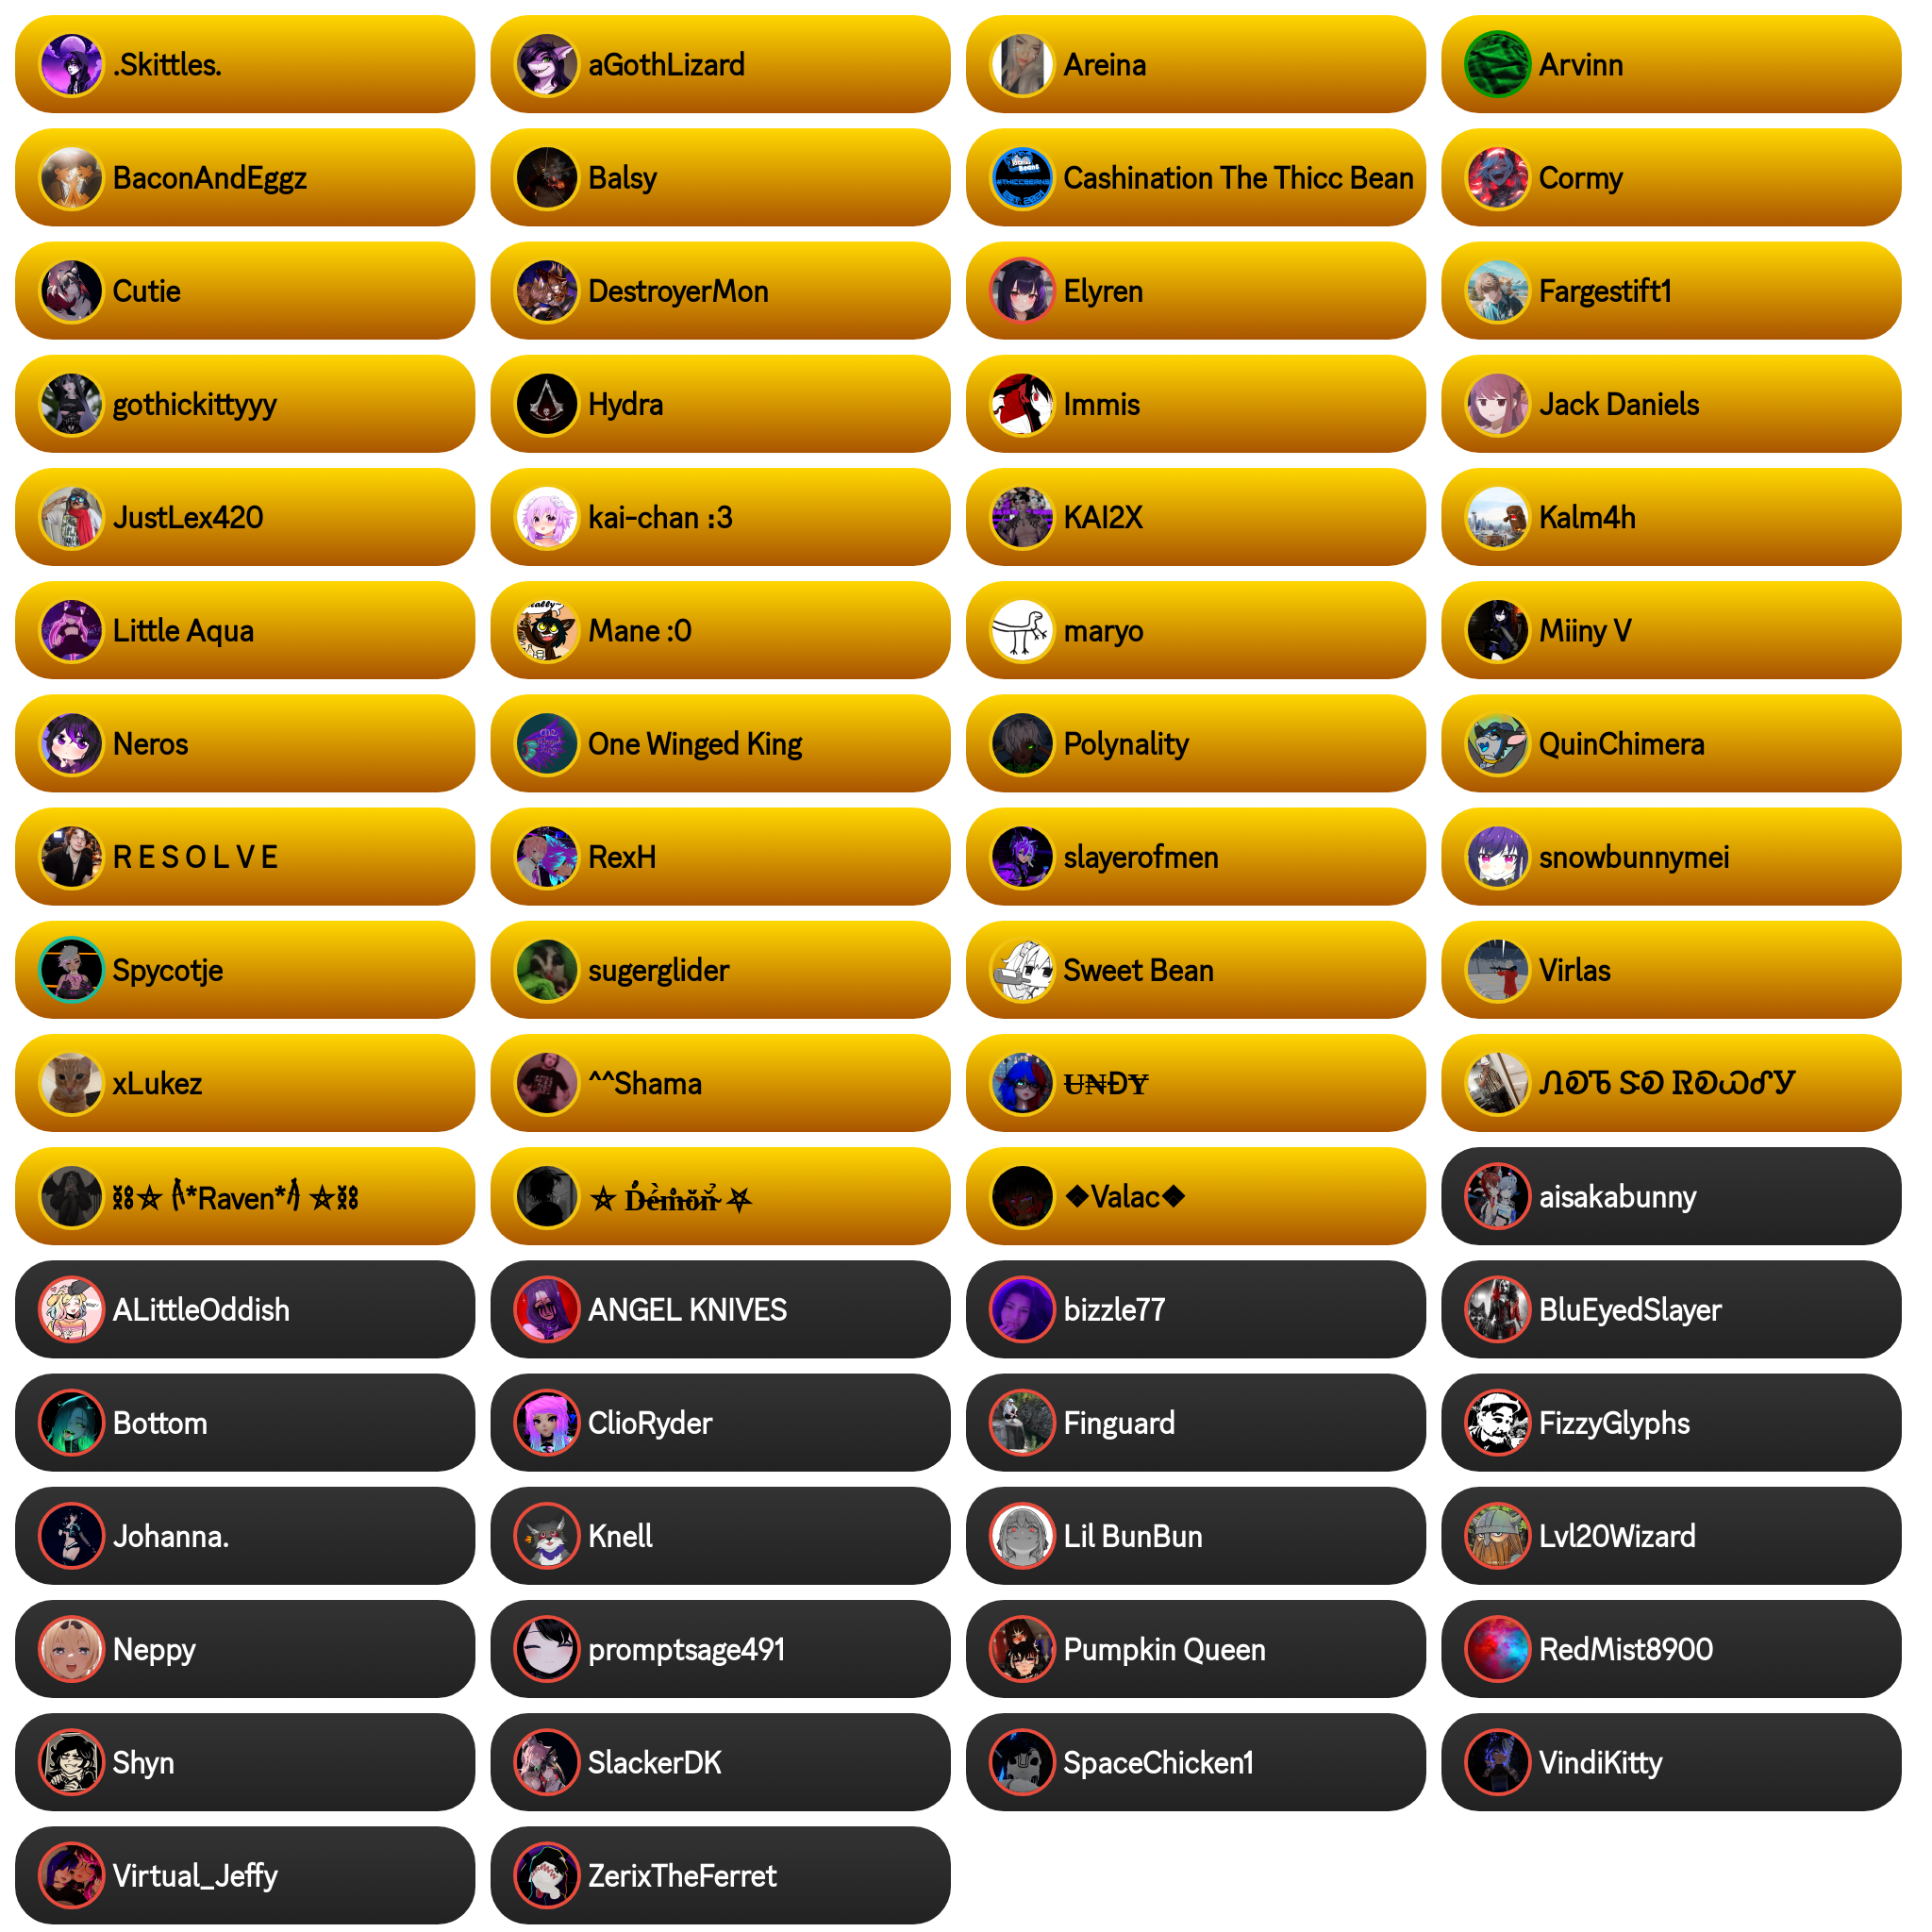 .Skittles.
aGothLizard
Areina
Arvinn
BaconAndEggz
Balsy
Cashination The Thicc Bean
Cormy
Cutie
DestroyerMon
Elyren
Fargestift1
gothickittyyy
Hydra
Immis
Jack Daniels
JustLex420
kai-chan :3
KAI2X
Kalm4h
Little Aqua
Mane :0
maryo
Miiny V
Neros
One Winged King
Polynality
QuinChimera
R E S O L V E
RexH
slayerofmen
snowbunnymei
Spycotje
sugerglider
Sweet Bean
Virlas
xLukez
^^Shama
U̶N̶D̶Y̶
*Raven*
❖Valac❖
aisakabunny
ALittleOddish
ANGEL KNIVES
bizzle77
BluEyedSlayer
Bottom
ClioRyder
Finguard
FizzyGlyphs
Johanna.
Knell
Lil BunBun
Lvl20Wizard
Neppy
promptsage491
Pumpkin Queen
RedMist8900
Shyn
SlackerDK
SpaceChicken1
VindiKitty
Virtual_Jeffy
ZerixTheFerret